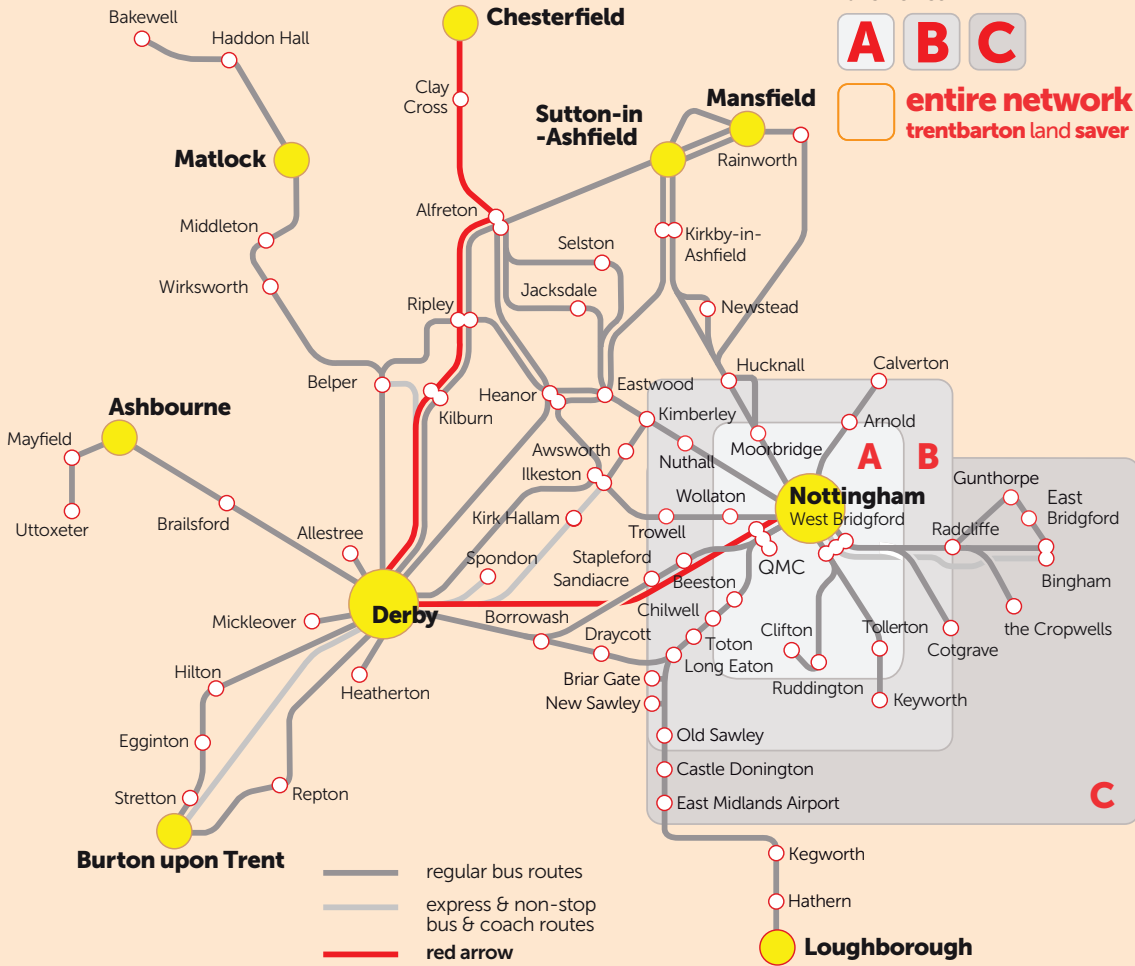 Bakewell
Haddon Hall
Chesterfield
A B C
Clay
Cross
Sutton-in
-Ashfield
Mansfield
entire network
trentbarton land saver
Matlock
Rainworth
Alfreton
Middleton
Selston
Kirkby-in-
Ashfield
Wirksworth
Jacksdale
Ripley
Newstead
Belper
Hucknall
Calverton
Heanor
Eastwood
Ashbourne
Kilburn
Kimberley
Arnold
Mayfield
Awsworth
Moorbridge
A
B
Nuthall
Ilkeston
Gunthorpe
Uttoxeter
Brailsford
Wollaton
Nottingham
East
Bridgford
Kirk Hallam
West Bridgford
Allestree
Trowell
Radcliffe
Spondon
Stapleford
QMC
Sandiacre
Beeston
Bingham
Derby
Chilwell
Mickleover
Borrowash
Draycott
Toton
Clifton
Tollerton
the Cropwells
Cotgrave
Hilton
Long Eaton
Heatherton
Briar Gate
Ruddington
Keyworth
New Sawley
Egginton
Old Sawley
Castle Donington
Stretton
Repton
East Midlands Airport
C
Burton upon Trent
Kegworth
regular bus routes
express & non-stop
bus & coach routes
Hathern
red arrow
Loughborough